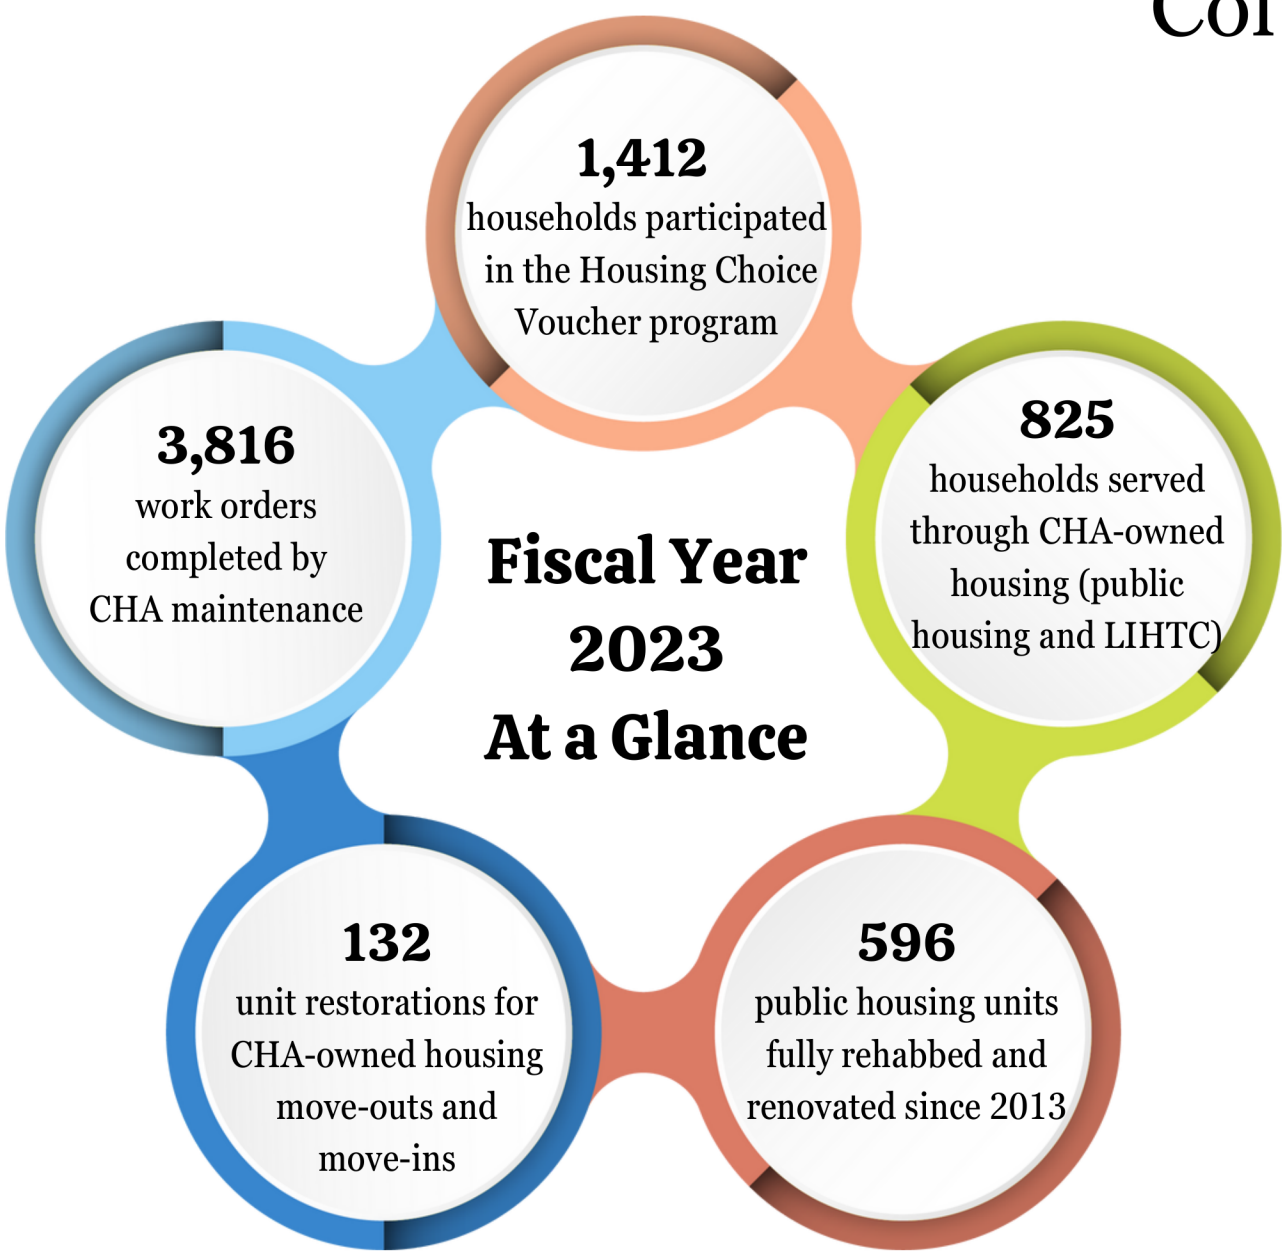 1,412
households participated
in the Housing Choice
Voucher program
825
households served
through CHA-owned
housing (public
housing and LIHTC)
596
public housing units
fully rehabbed and
renovated since 2013
132
unit restorations for
CHA-owned housing
move-outs and
move-ins
3,816
work orders
completed by
CHA maintenance
Fiscal Year
2023
At a Glance